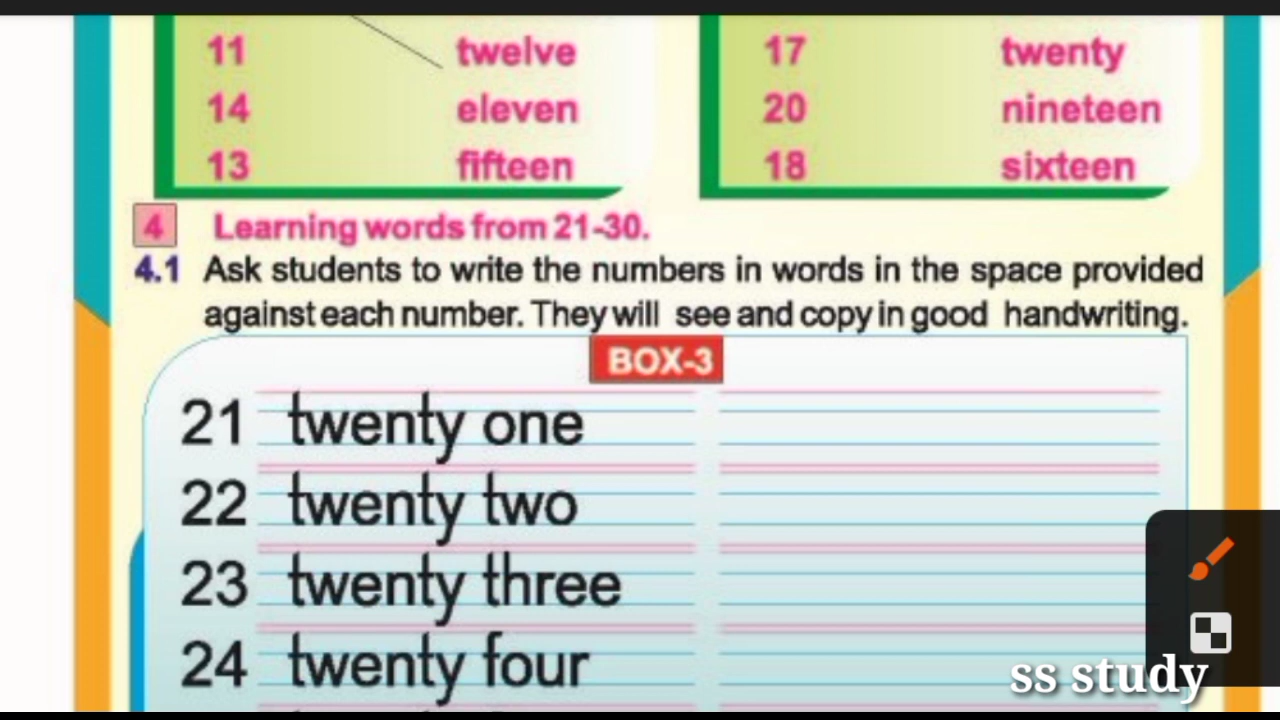 11 twelve 17 twenty
14 eleven 20 nineteen
13 fifteen 18 sixteen
4 Learning words from 21-30.
4.1 Ask students to write the numbers in words in the space provided
against each number. They will see and copy in good handwriting.
BOX-3
21 twenty one
22 twenty two
23 twenty three
24 twenty four
ss study